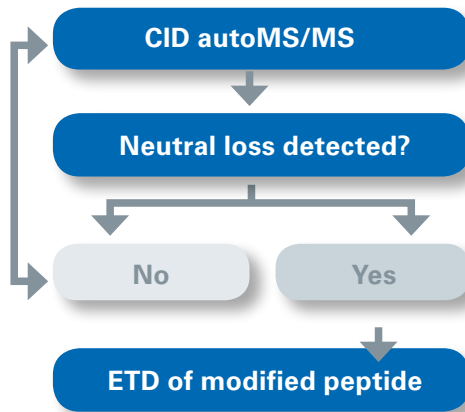 CID autoMS/MS
Neutral loss detected?
No
Yes
ETD of modified peptide